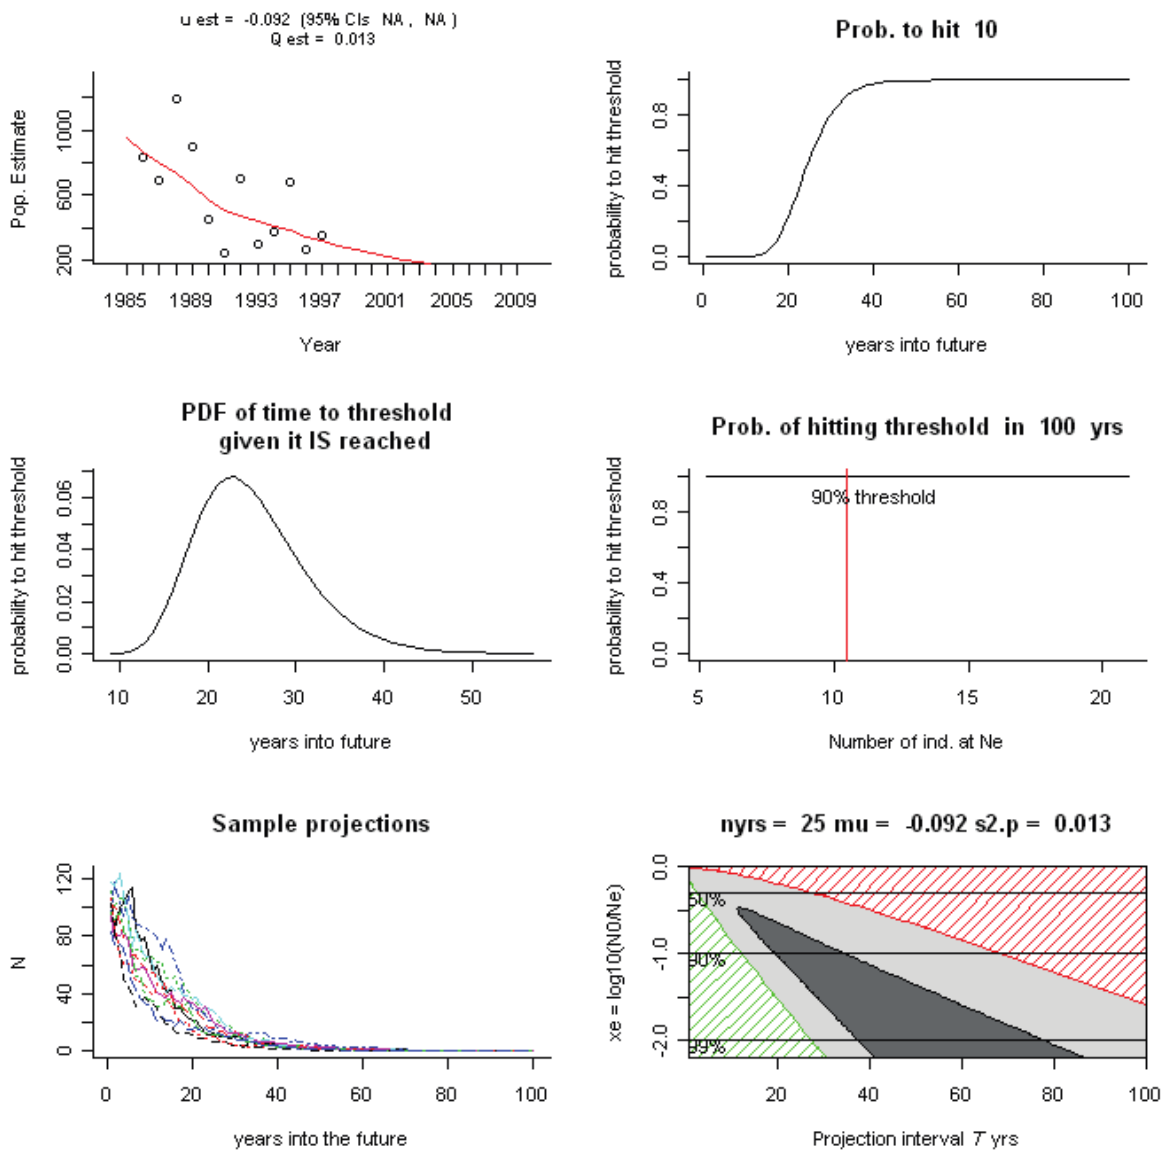 u est = -0.092 (95% CIs NA , NA )
Q est = 0.013
Pop. Estimate
1000
600
200
1985 1989 1993 1997 2001 2005 2009
Year
Prob. to hit 10
probability to hit threshold
0.8
0.4
0.0
0 20 40 60 80 100
years into future
PDF of time to threshold
given it IS reached
probability to hit threshold
0.06
0.04
0.02
0.00
10 20 30 40 50
years into future
Prob. of hitting threshold in 100 yrs
probability to hit threshold
0.8
0.4
0.0
90% threshold
5 10 15 20
Number of ind. at Ne
Sample projections
N
120
80
40
0
0 20 40 60 80 100
years into the future
nyrs = 25 mu = -0.092 s2.p = 0.013
xe = log10(N0/Ne)
0.0
-1.0
-2.0
50%
90%
99%
20 40 60 80 100
Projection interval T yrs